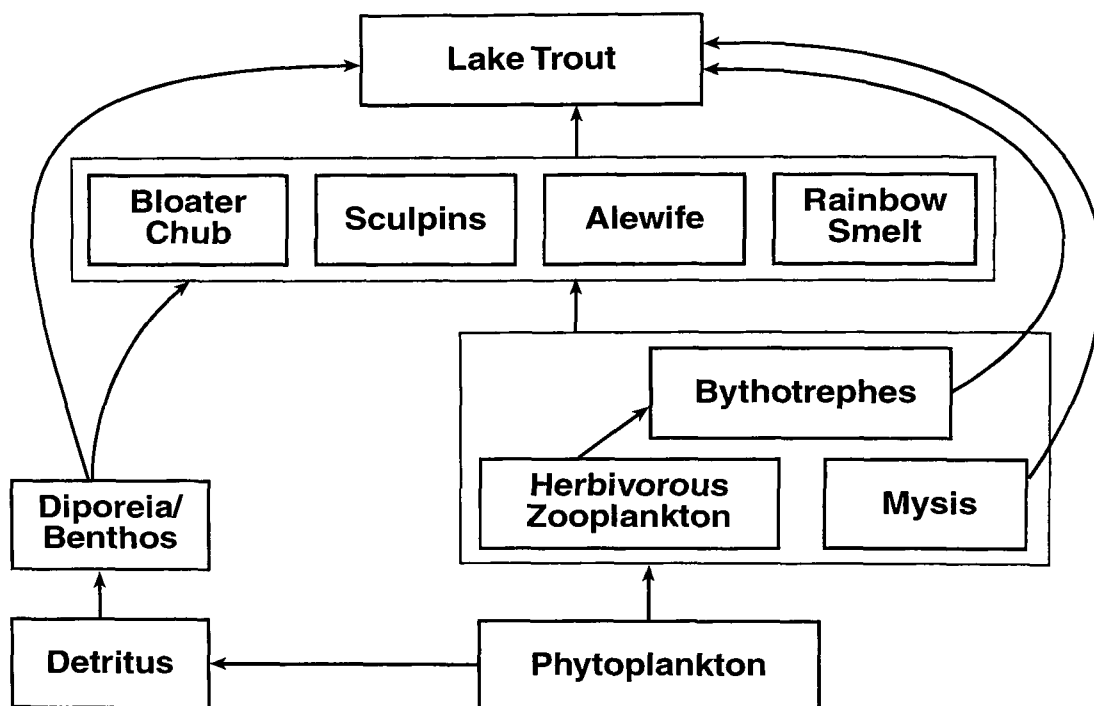 Lake Trout
Bloater
Chub
Sculpins
Alewife
Rainbow
Smelt
Bythotrephes
Herbivorous
Zooplankton
Mysis
Diporeia/
Benthos
Detritus
Phytoplankton